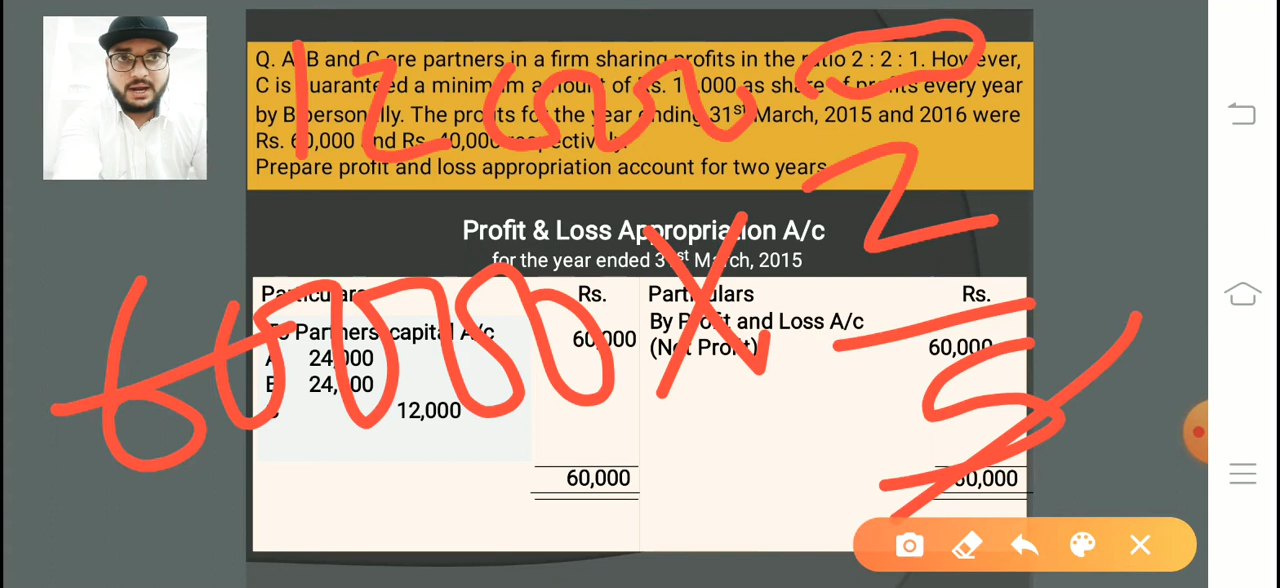 Q. A, B and C are partners in a firm sharing profits in the ratio 2 : 2 : 1. However,
C is guaranteed a minimum amount of Rs. as share of profits every year
by B personally. The profits for the year ending 31st March, 2015 and 2016 were
Rs. 60,000 and Rs. 40,000 respectively.
Prepare profit and loss appropriation account for two years.
12000
Profit & Loss Appropriation A/c
for the year ended 31st March, 2015
Particulars Rs. Particulars Rs.
To Partners capital A/c 60,000 By Profit and Loss A/c
A 24,000 (Net Profit) 60,000
B 24,000
C 12,000
60,000 60,000
60000 X 2
5